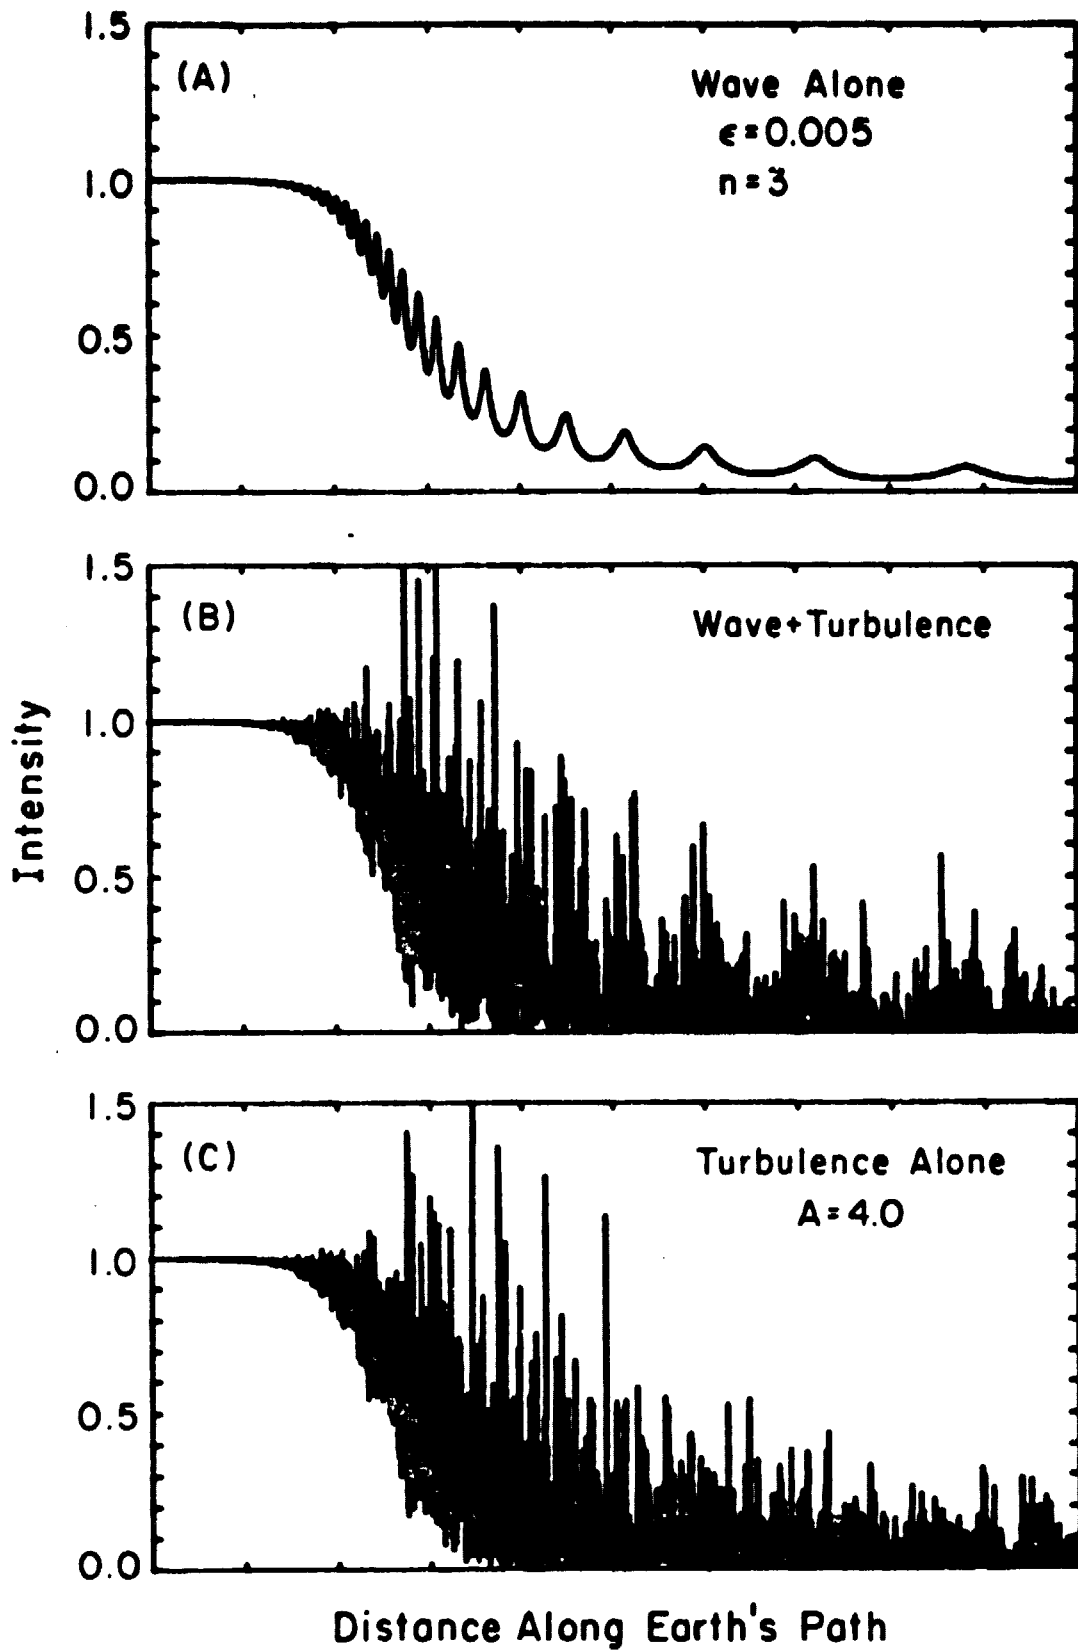 1.5
(A)
Wave Alone
ϵ=0.005
n=3
1.0
0.5
0.0
1.5
(B)
Wave+Turbulence
1.0
0.5
0.0
Intensity
1.5
(C)
Turbulence Alone
A=4.0
1.0
0.5
0.0
Distance Along Earth's Path